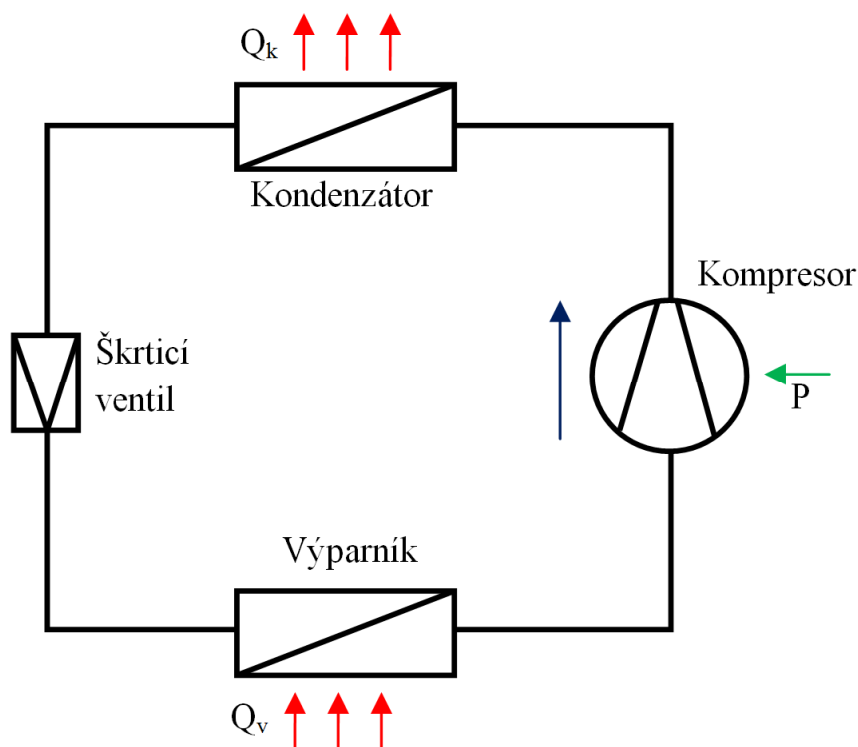 Qk
Kondenzátor
Kompresor
Škrticí
ventil
P
Výparník
Qv